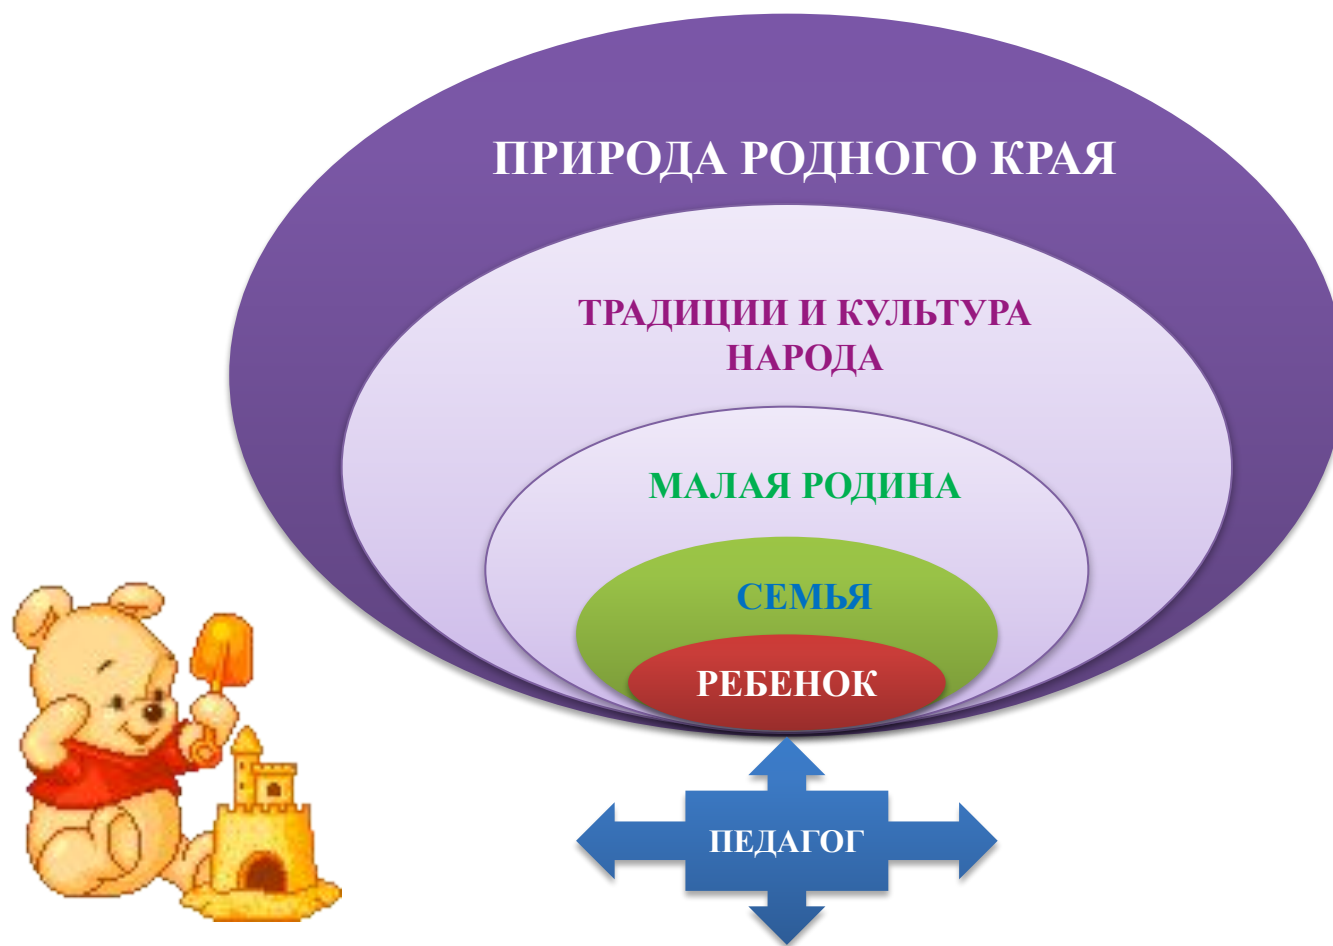 ПРИРОДА РОДНОГО КРАЯ
ТРАДИЦИИ И КУЛЬТУРА
НАРОДА
МАЛАЯ РОДИНА
СЕМЬЯ
РЕБЕНОК
ПЕДАГОГ